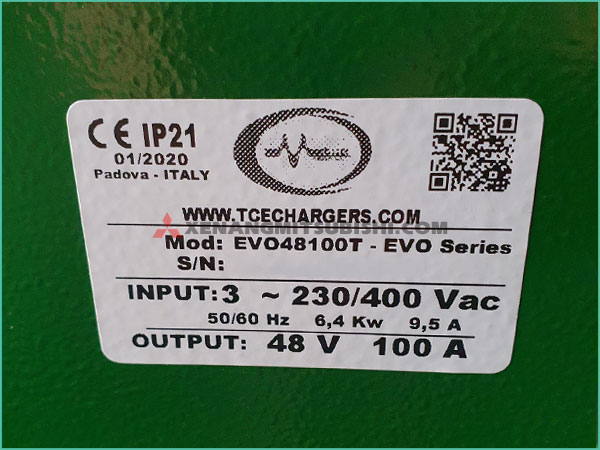 CE IP21
01/2020
Padova - ITALY
WWW.TCECHARGERS.COM
XENANGMITSUBISHI.COM
Mod: EVO48100T - EVO Series
S/N:
INPUT: 3 ~ 230/400 Vac
50/60 Hz 6,4 Kw 9,5 A
OUTPUT: 48 V 100 A